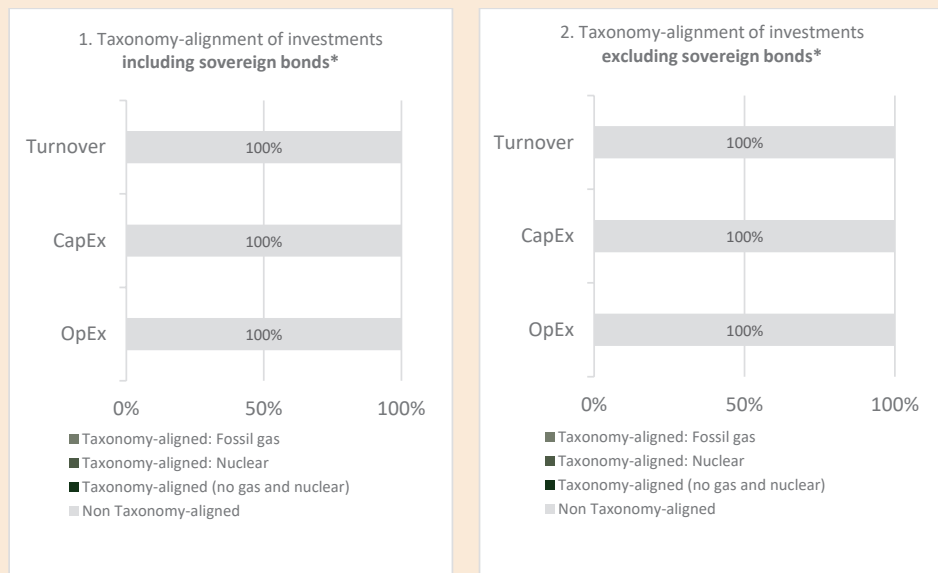 1. Taxonomy-alignment of investments
including sovereign bonds*
Turnover
100%
CapEx
100%
OpEx
100%
0% 50% 100%
Taxonomy-aligned: Fossil gas
Taxonomy-aligned: Nuclear
Taxonomy-aligned (no gas and nuclear)
Non Taxonomy-aligned
2. Taxonomy-alignment of investments
excluding sovereign bonds*
Turnover
100%
CapEx
100%
OpEx
100%
0% 50% 100%
Taxonomy-aligned: Fossil gas
Taxonomy-aligned: Nuclear
Taxonomy-aligned (no gas and nuclear)
Non Taxonomy-aligned